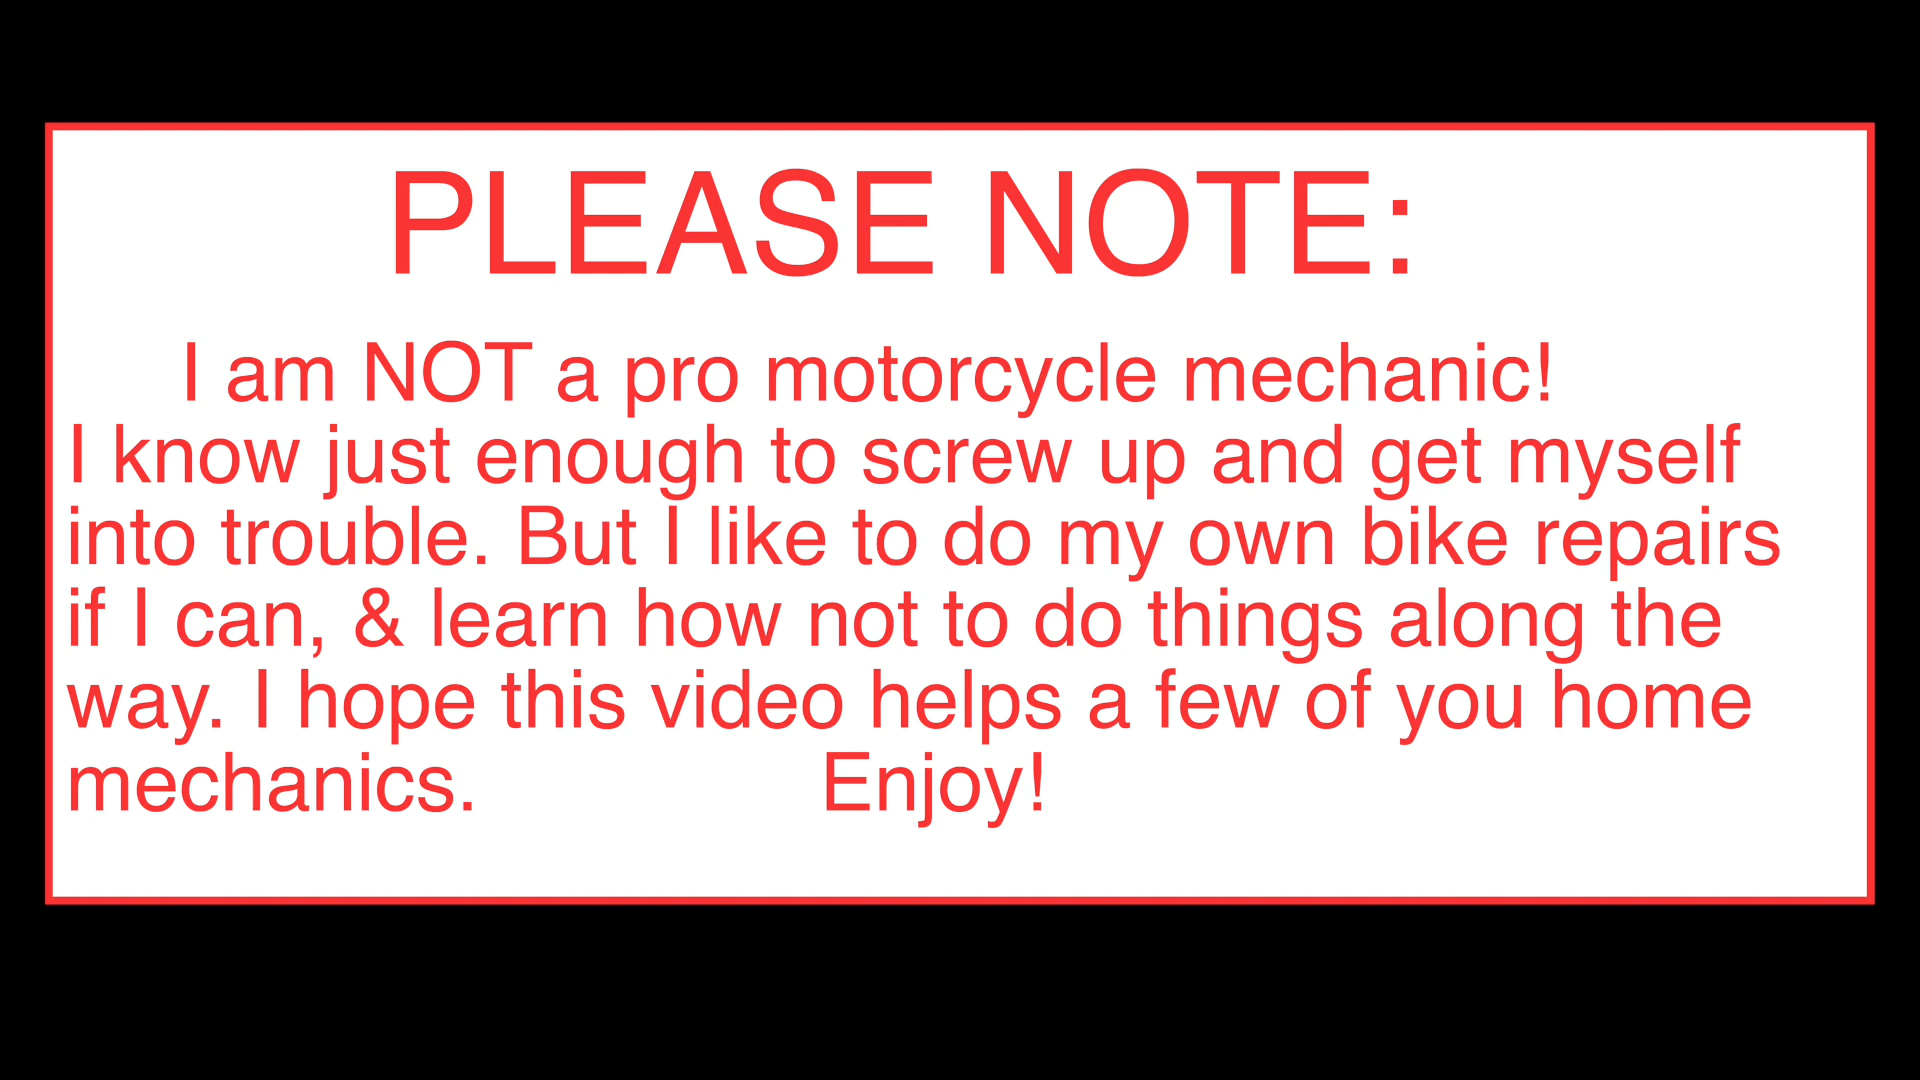 PLEASE NOTE:
I am NOT a pro motorcycle mechanic!
I know just enough to screw up and get myself
into trouble. But I like to do my own bike repairs
if I can, & learn how not to do things along the
way. I hope this video helps a few of you home
mechanics. Enjoy!